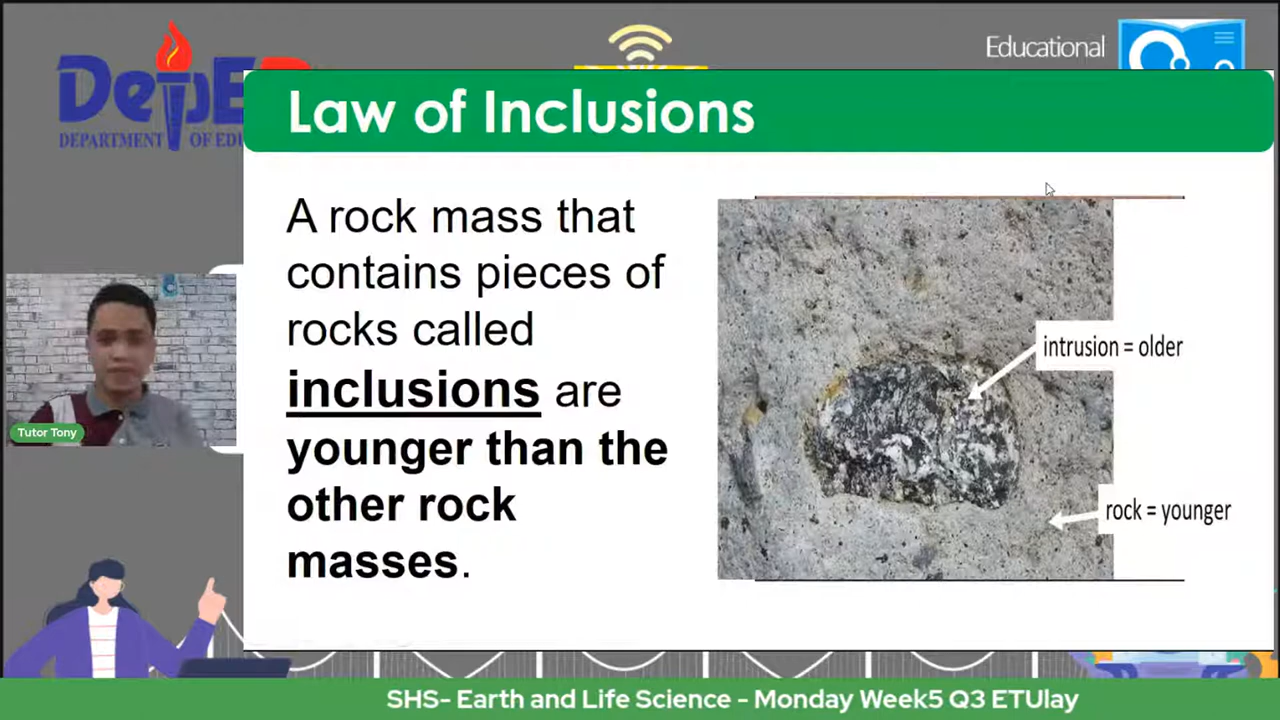 DepE
DEPARTMENT OF ED
Educational
Law of Inclusions
A rock mass that
contains pieces of
rocks called
inclusions are
younger than the
other rock
masses.
intrusion = older
rock = younger
Tutor Tony
SHS- Earth and Life Science - Monday Week5 Q3 ETUlay